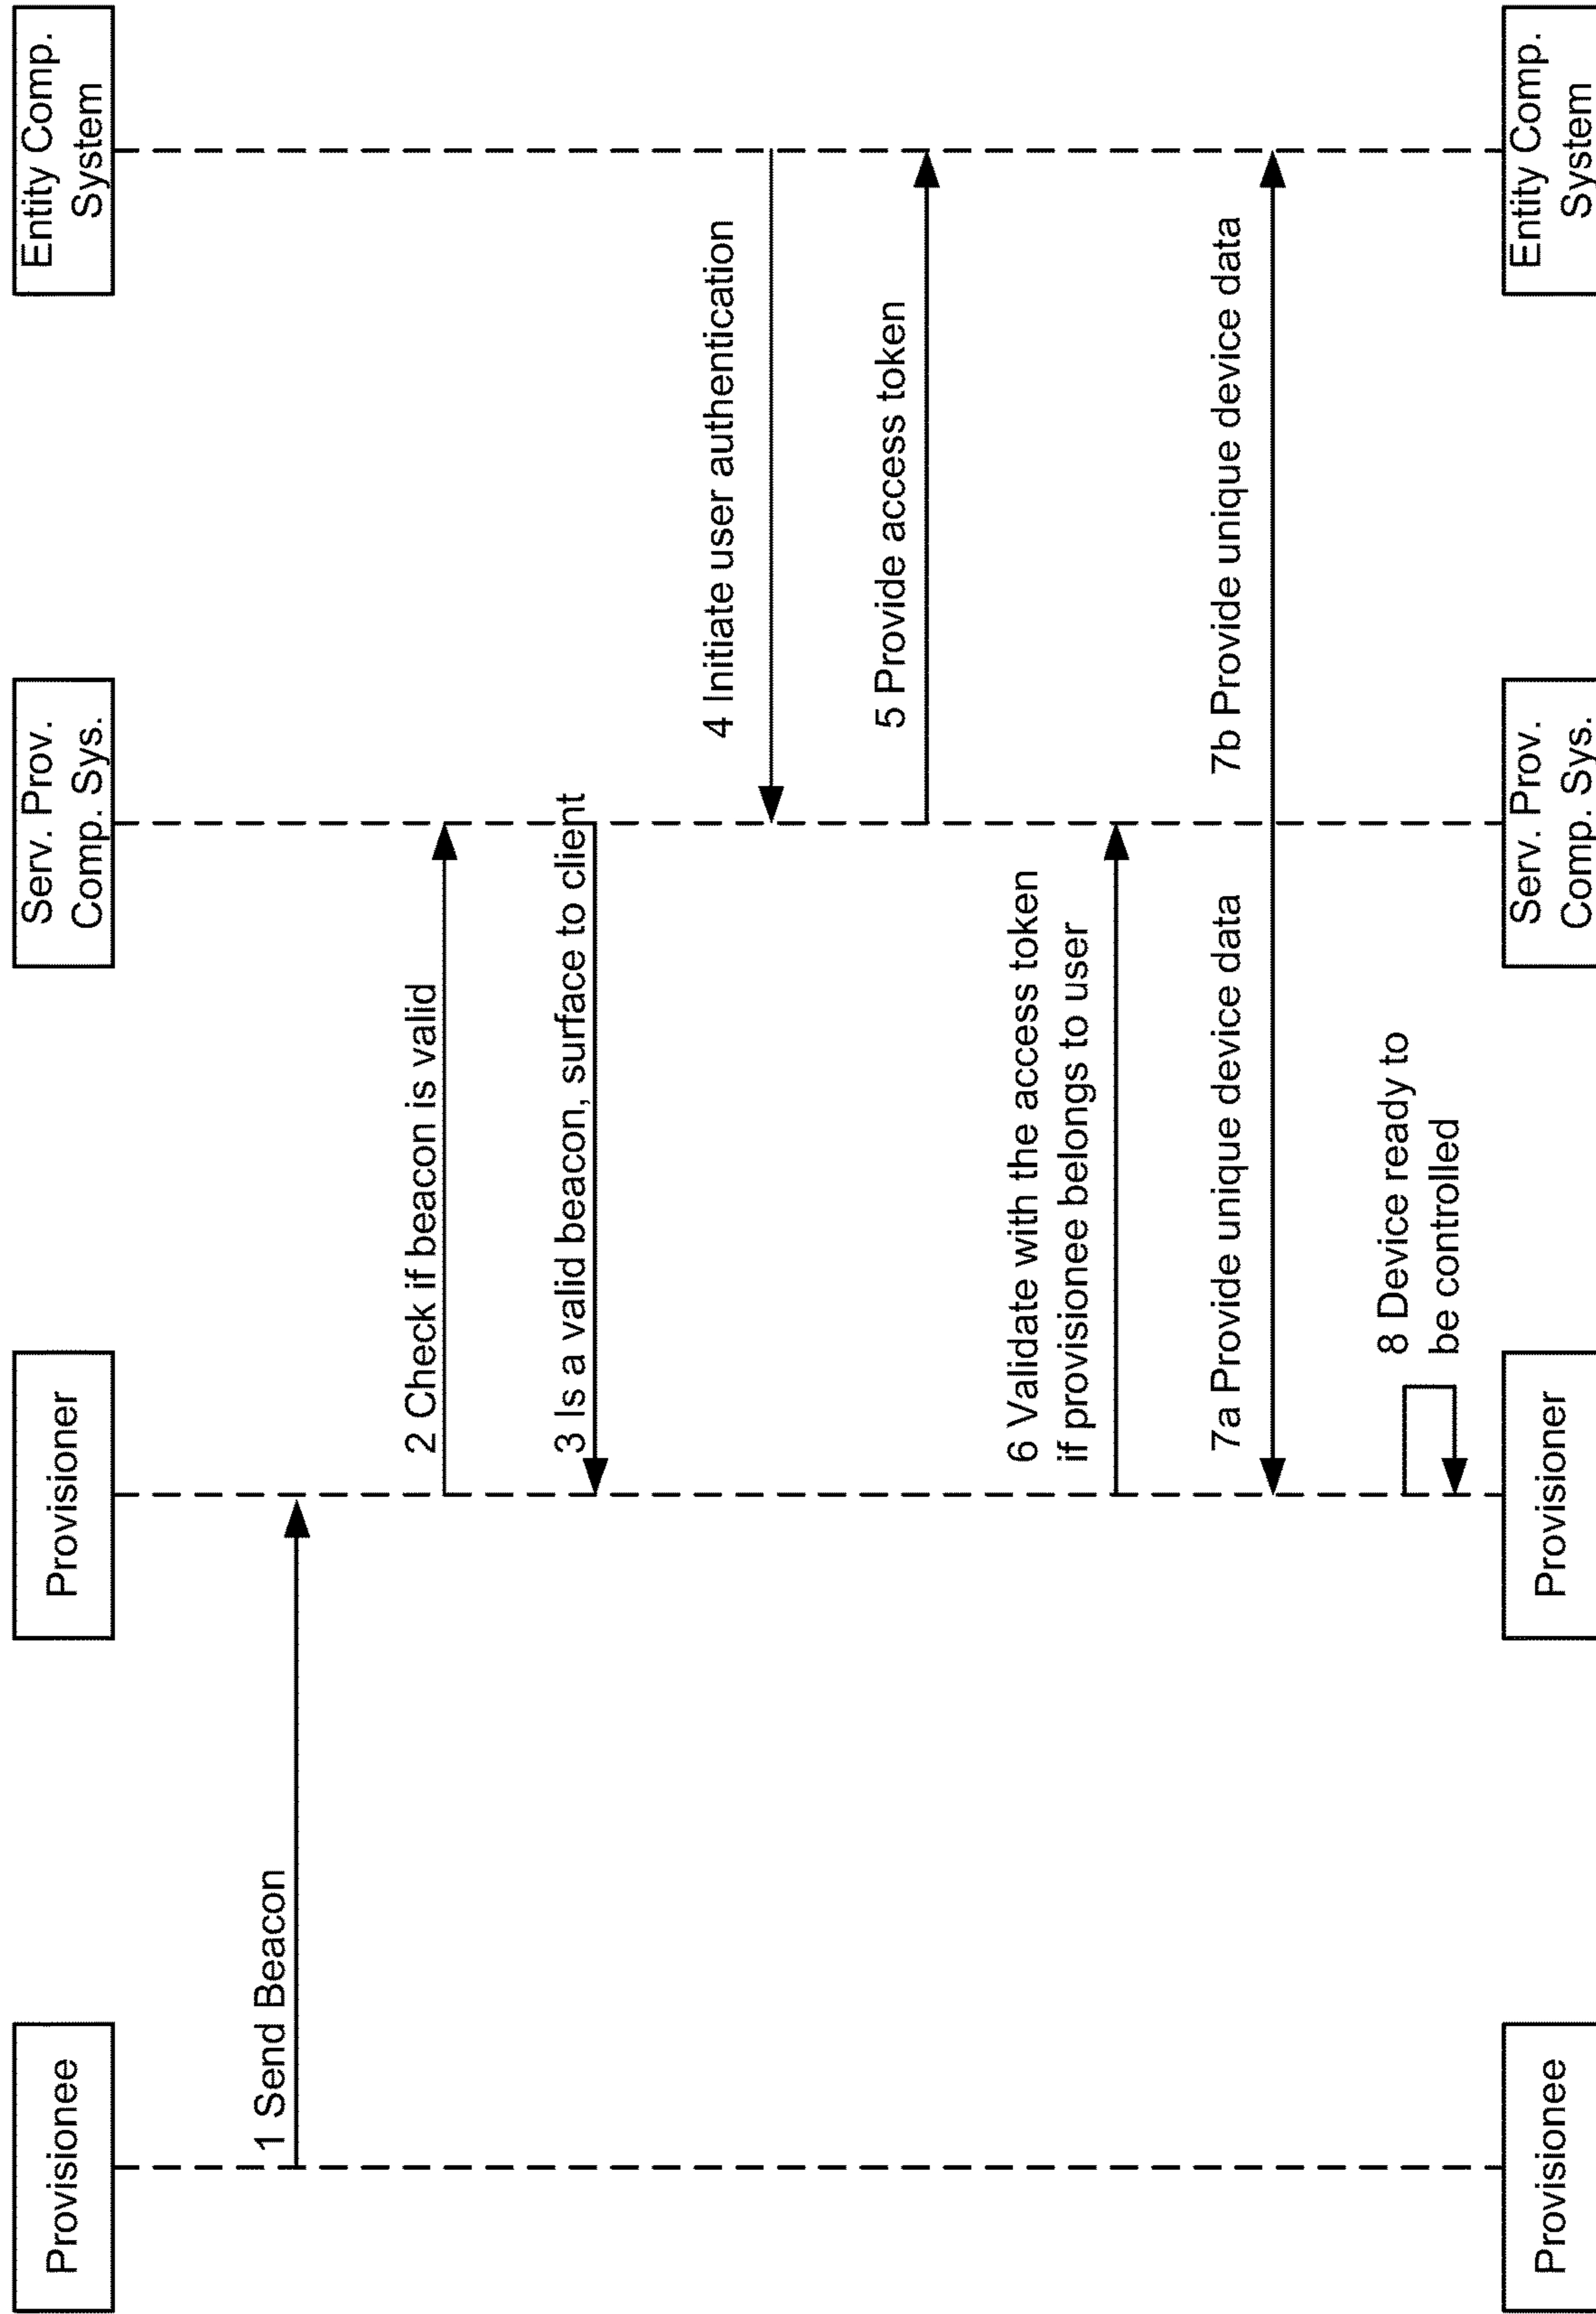 Provisionee
Provisioner
Serv. Prov.
Comp. Sys.
Entity Comp.
System
1 Send Beacon
2 Check if beacon is valid
3 Is a valid beacon, surface to client
4 Initiate user authentication
5 Provide access token
6 Validate with the access token
if provisionee belongs to user
7a Provide unique device data
7b Provide unique device data
8 Device ready to
be controlled
Provisionee
Provisioner
Serv. Prov.
Comp. Sys.
Entity Comp.
System